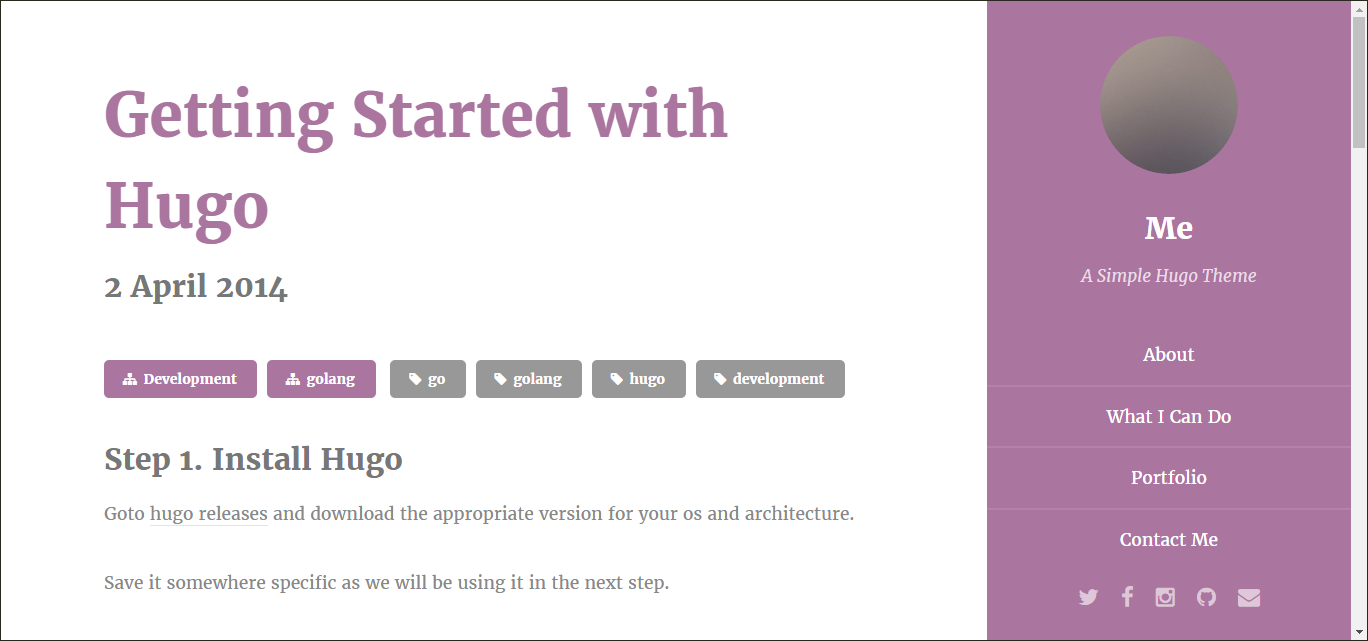 Getting Started with
Hugo
2 April 2014
Development golang go golang hugo development
Step 1. Install Hugo
Goto hugo releases and download the appropriate version for your os and architecture.
Save it somewhere specific as we will be using it in the next step.
Me
A Simple Hugo Theme
About
What I Can Do
Portfolio
Contact Me